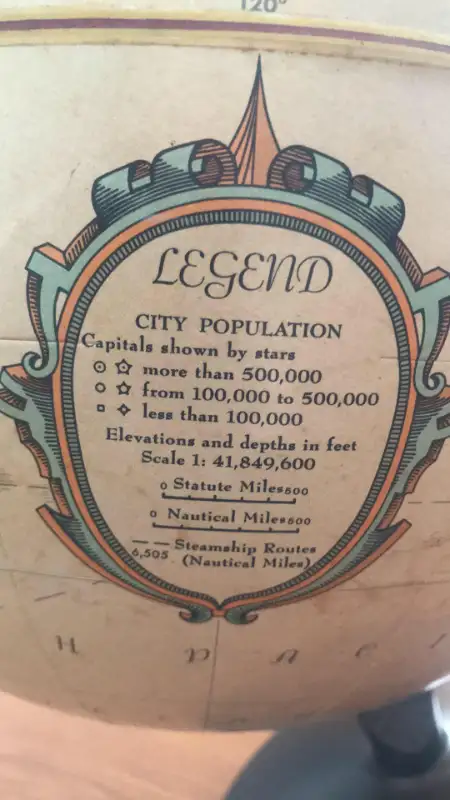 120°
LEGEND
CITY POPULATION
Capitals shown by stars
more than 500,000
from 100,000 to 500,000
less than 100,000
Elevations and depths in feet
Scale 1: 41,849,600
0 Statute Miles 600
0 Nautical Miles 600
Steamship Routes
6,505 (Nautical Miles)
H P A C I